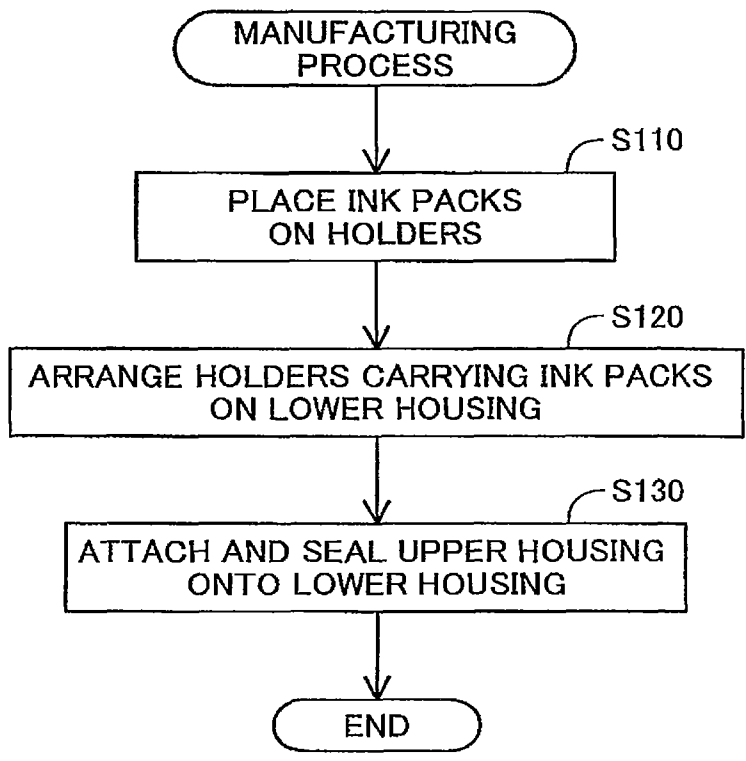 MANUFACTURING
PROCESS
S110
PLACE INK PACKS
ON HOLDERS
S120
ARRANGE HOLDERS CARRYING INK PACKS
ON LOWER HOUSING
S130
ATTACH AND SEAL UPPER HOUSING
ONTO LOWER HOUSING
END